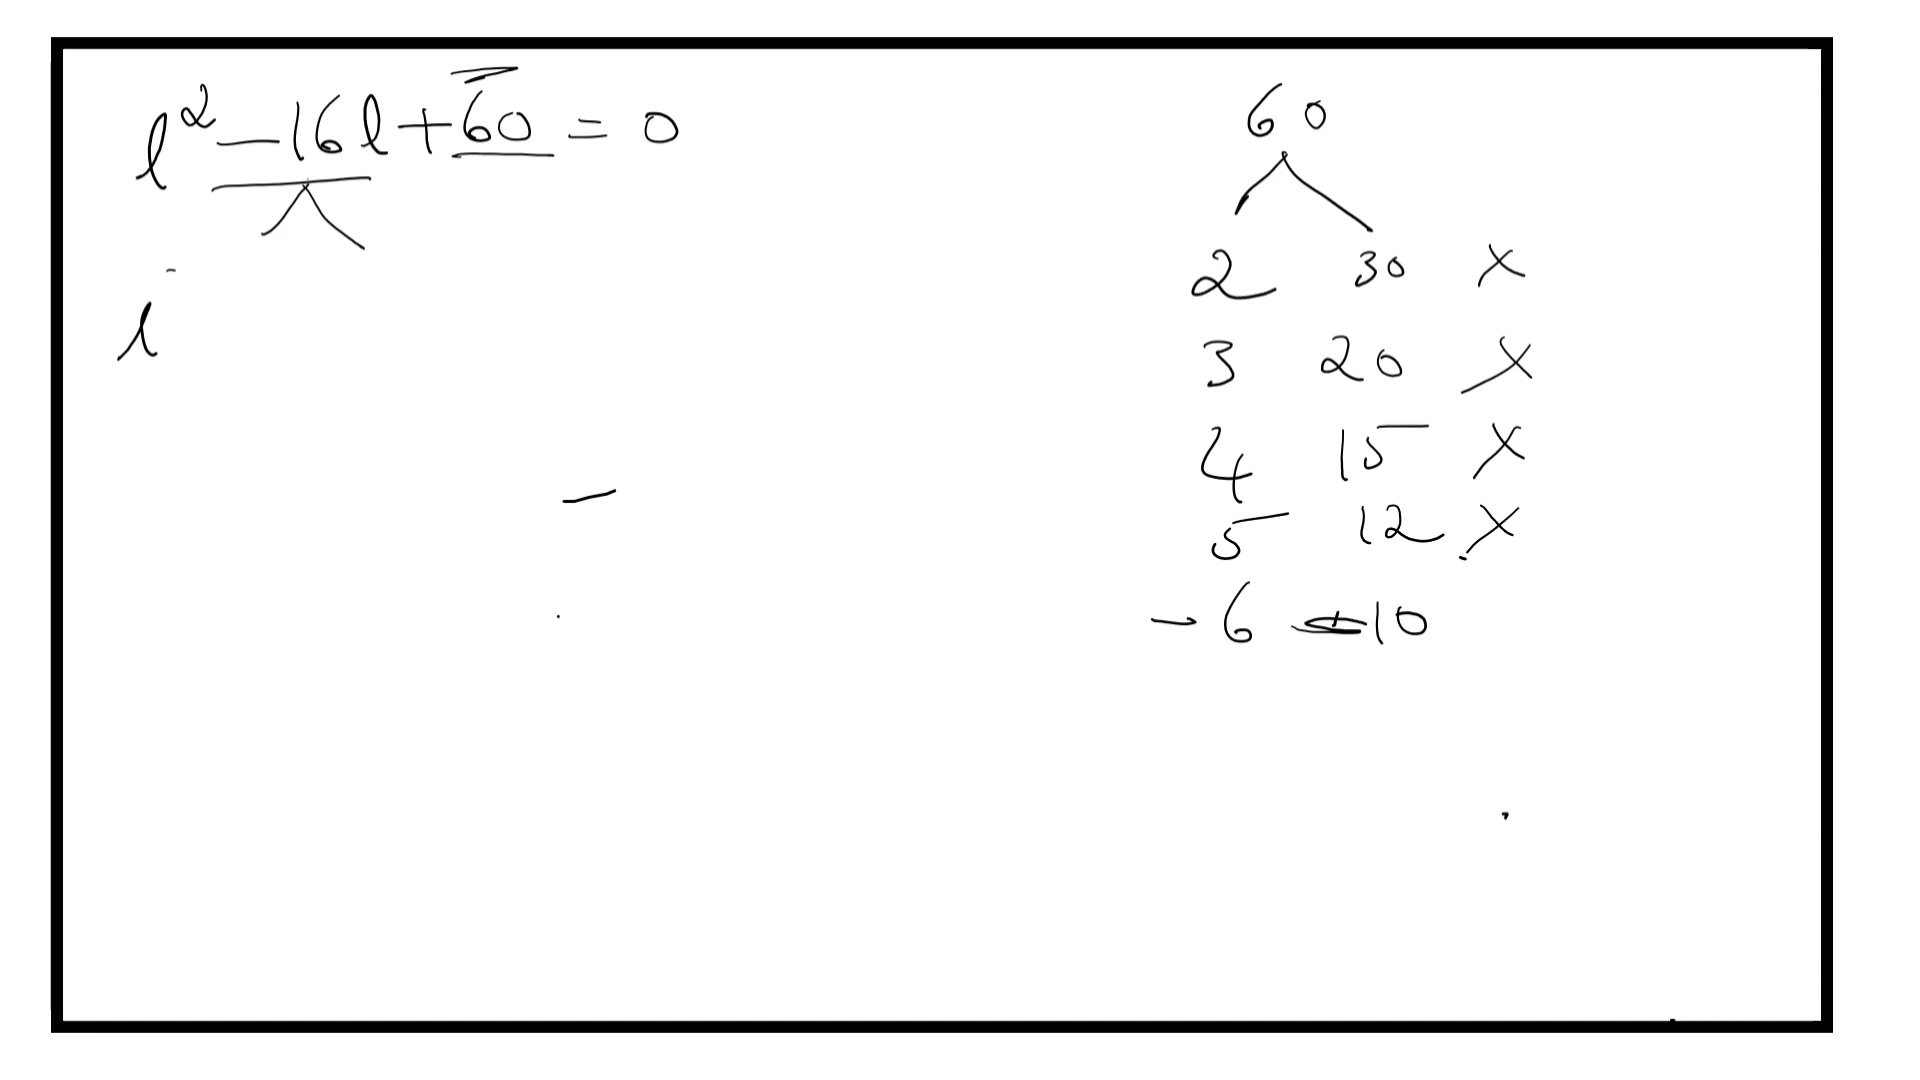 l² - 16l + 60 = 0
l
60
2 30 x
3 20 x
4 15 x
5 12 x
- 6 - 10